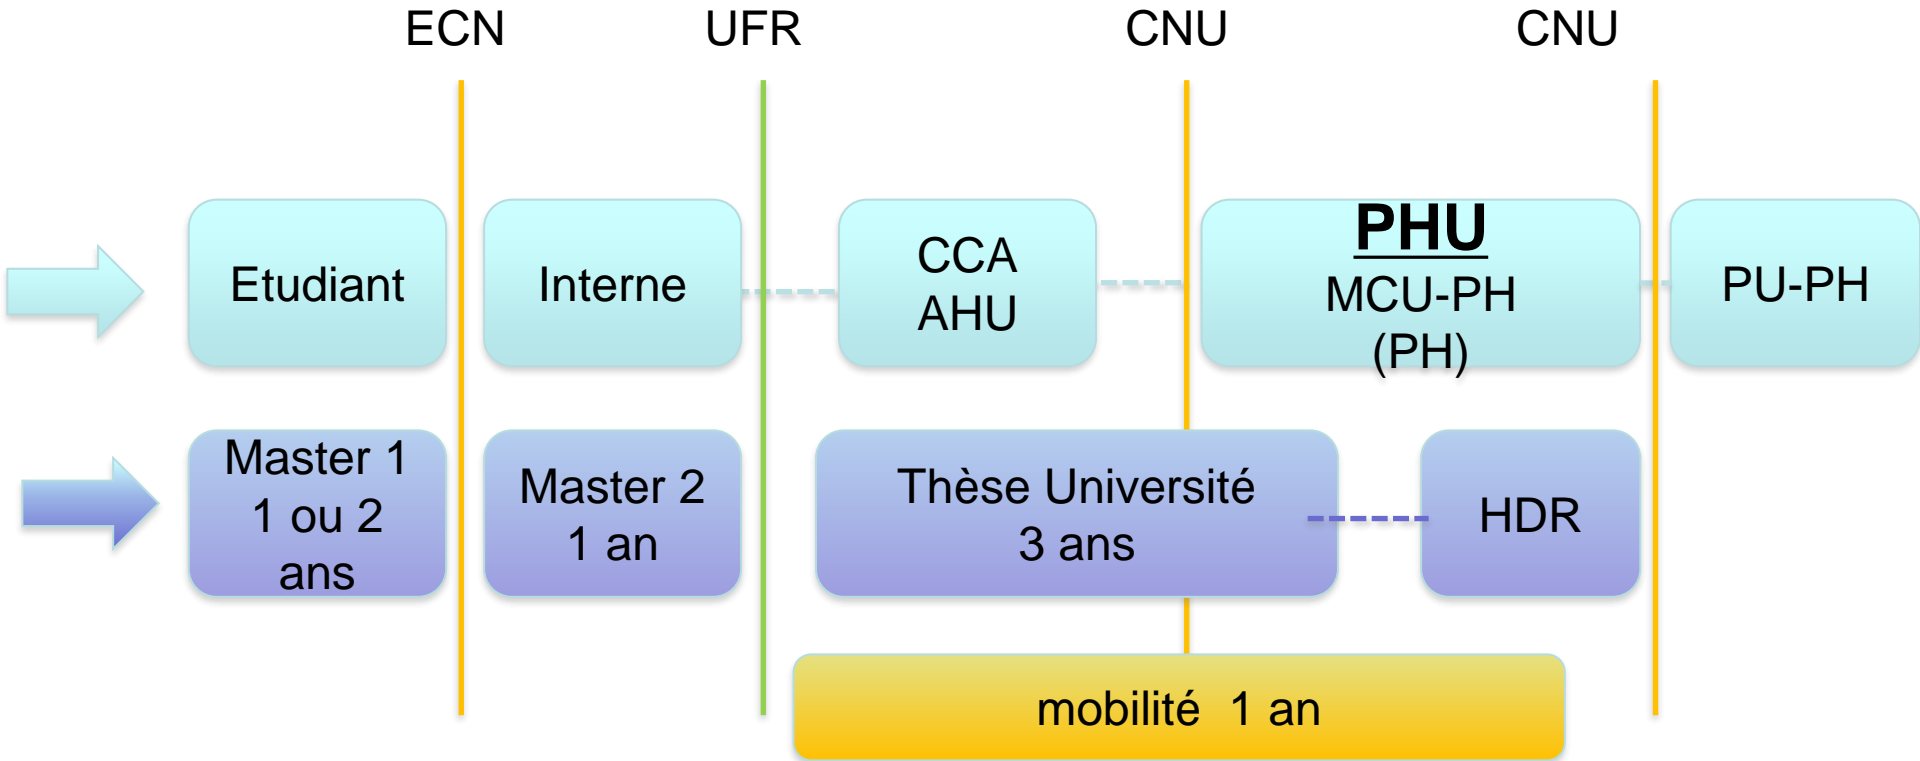 ECN
UFR
CNU
CNU
Etudiant
Interne
CCA
AHU
PHU
MCU-PH
(PH)
PU-PH
Master 1
1 ou 2
ans
Master 2
1 an
Thèse Université
3 ans
HDR
mobilité 1 an